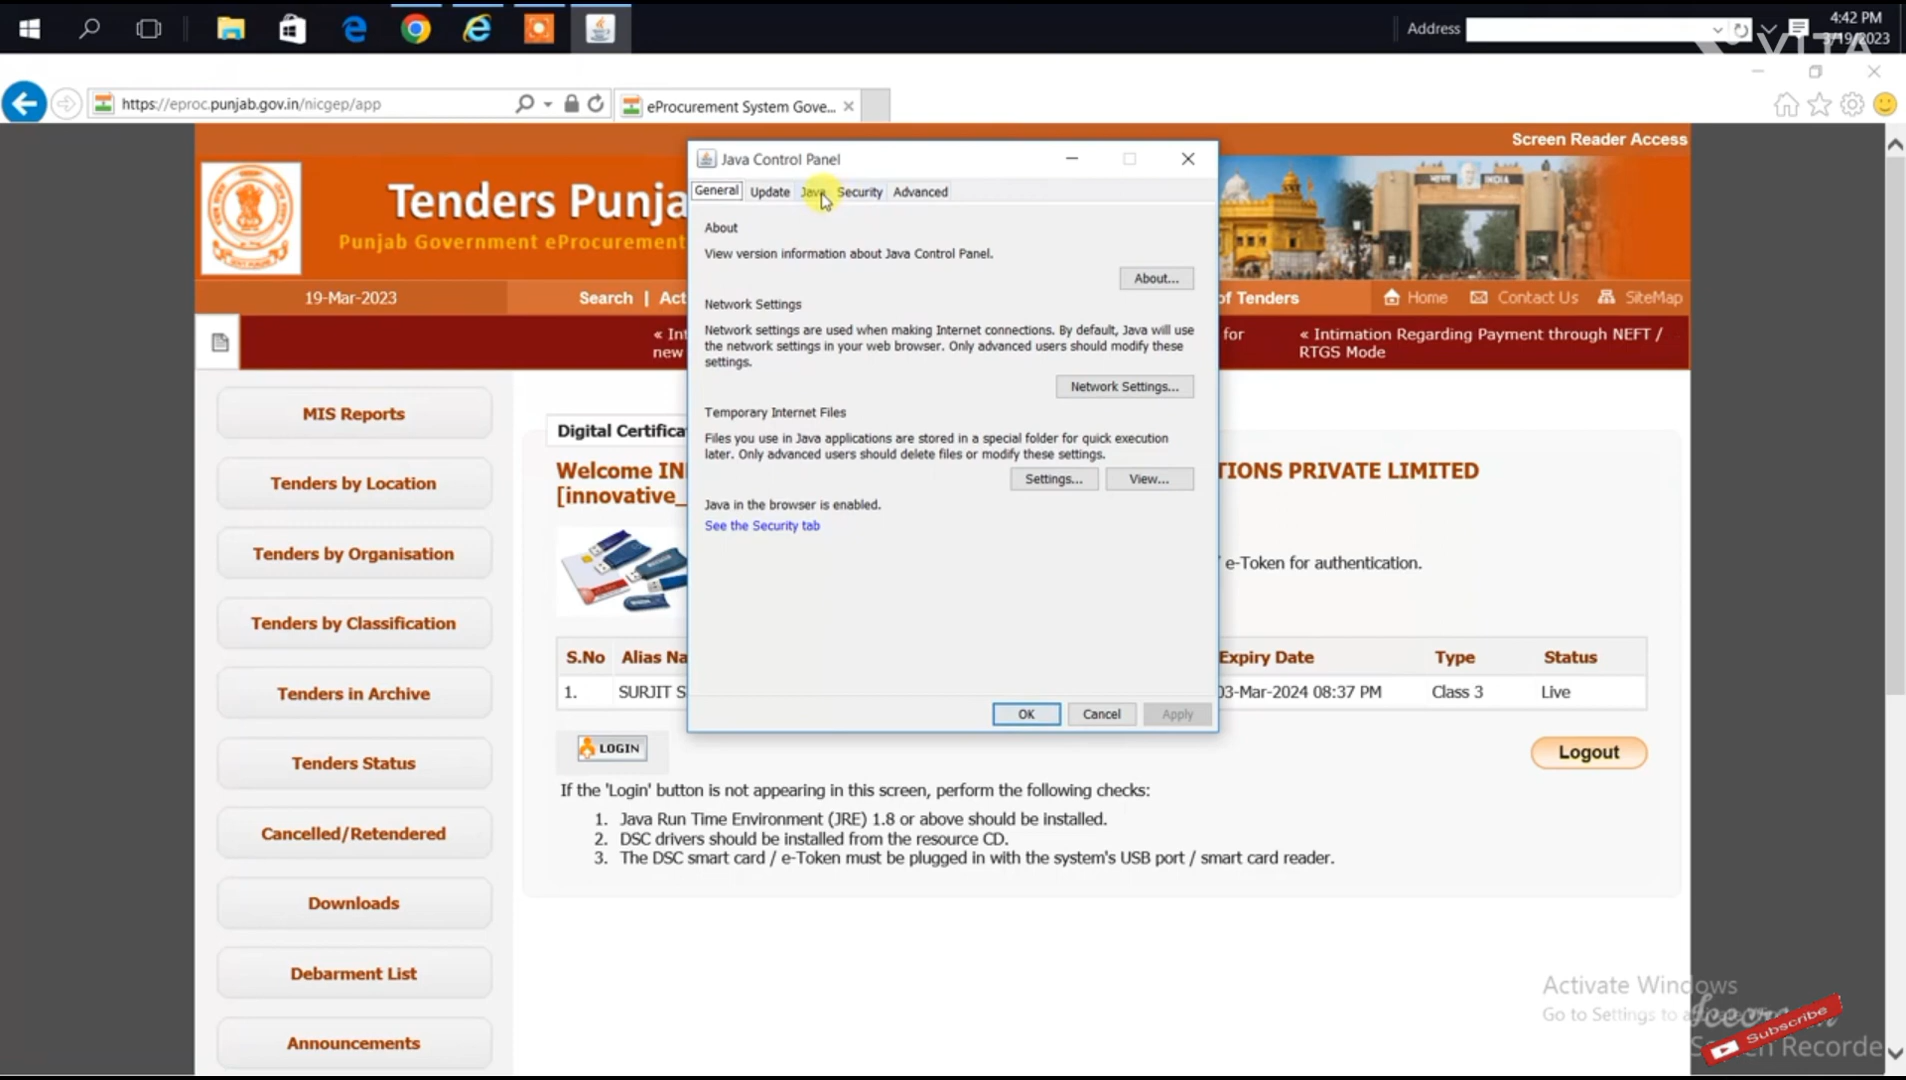 Address
4:42 PM
3/19/2023
VITA
https://eproc.punjab.gov.in/nicgep/app
eProcurement System Gove...
Screen Reader Access
Tenders Punja
Punjab Government eProcurement
19-Mar-2023
Search | Act
of Tenders
Home
Contact Us
SiteMap
« Int
new
for
« Intimation Regarding Payment through NEFT /
RTGS Mode
Java Control Panel
General
Update
Java
Security
Advanced
About
View version information about Java Control Panel.
About...
Network Settings
Network settings are used when making Internet connections. By default, Java will use
the network settings in your web browser. Only advanced users should modify these
settings.
Network Settings...
Temporary Internet Files
Files you use in Java applications are stored in a special folder for quick execution
later. Only advanced users should delete files or modify these settings.
Settings...
View...
Java in the browser is enabled.
See the Security tab
OK
Cancel
Apply
MIS Reports
Tenders by Location
Tenders by Organisation
Tenders by Classification
Tenders in Archive
Tenders Status
Cancelled/Retendered
Downloads
Debarment List
Announcements
Digital Certifica
Welcome IN
TIONS PRIVATE LIMITED
[innovative_
/ e-Token for authentication.
S.No Alias Na
Expiry Date Type Status
1. SURJIT S
03-Mar-2024 08:37 PM Class 3 Live
LOGIN
Logout
If the 'Login' button is not appearing in this screen, perform the following checks:
1. Java Run Time Environment (JRE) 1.8 or above should be installed.
2. DSC drivers should be installed from the resource CD.
3. The DSC smart card / e-Token must be plugged in with the system's USB port / smart card reader.
Activate Windows
Go to Settings to
Subscribe
Recorde